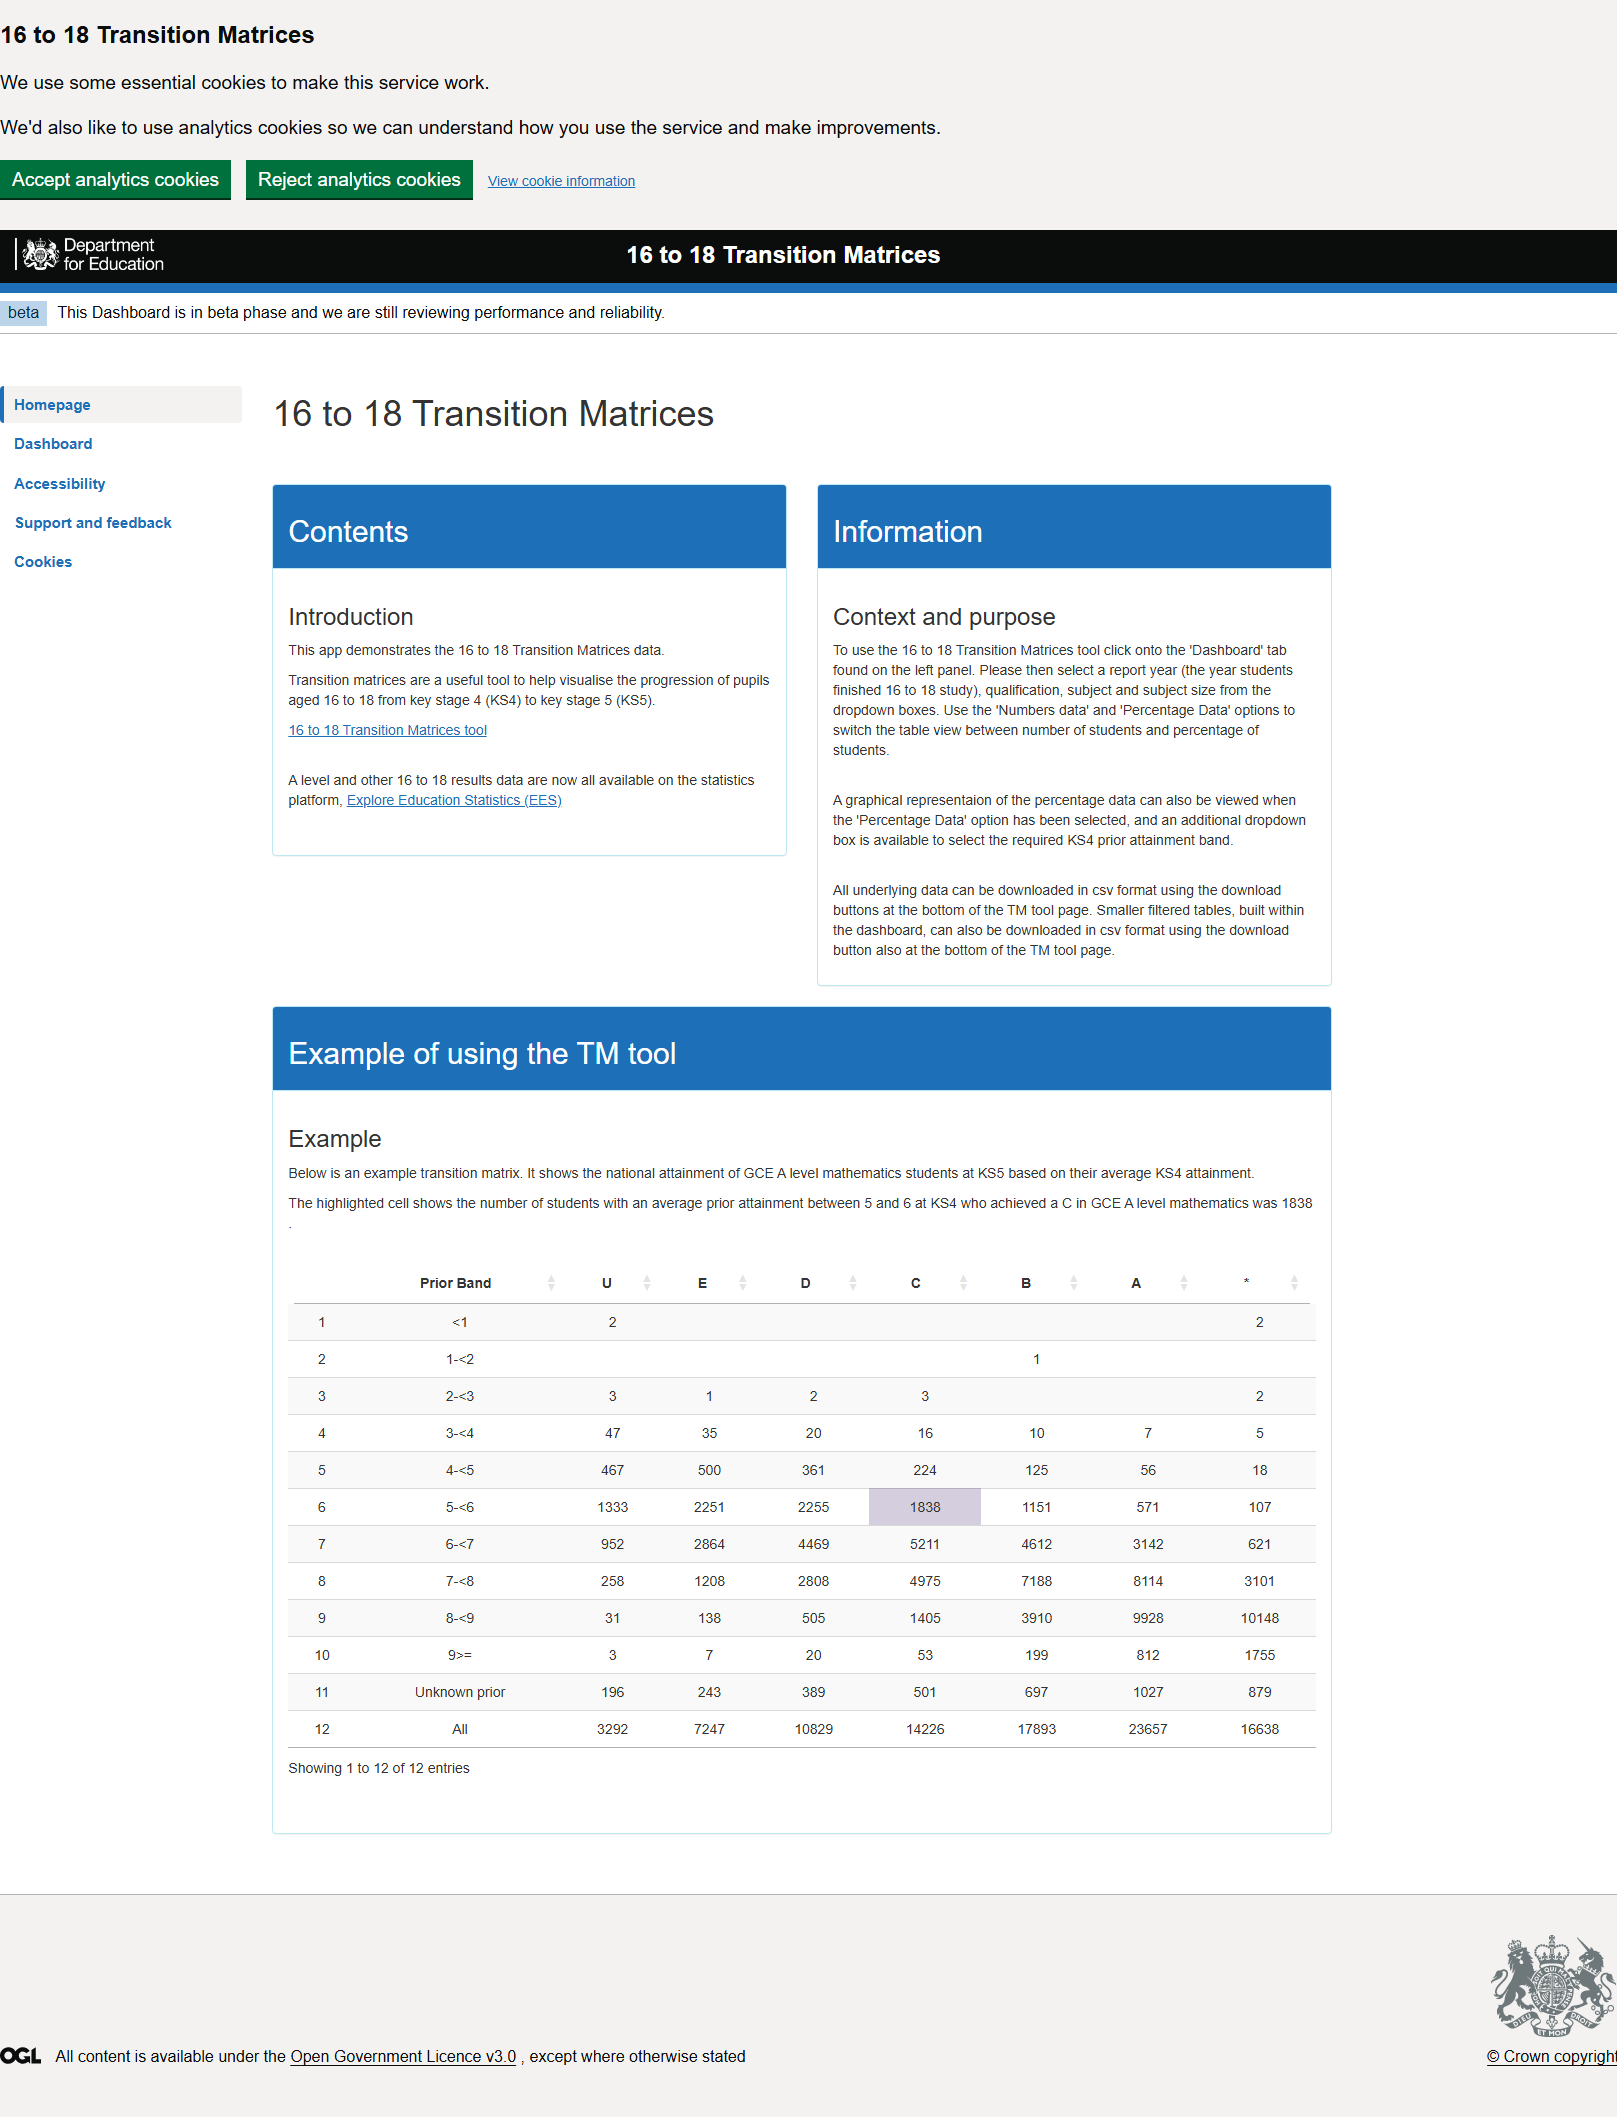 16 to 18 Transition Matrices
We use some essential cookies to make this service work.
We'd also like to use analytics cookies so we can understand how you use the service and make improvements.
Accept analytics cookies Reject analytics cookies View cookie information
Department for Education
16 to 18 Transition Matrices
beta This Dashboard is in beta phase and we are still reviewing performance and reliability.
Homepage
Dashboard
Accessibility
Support and feedback
Cookies
16 to 18 Transition Matrices
Contents
Introduction
This app demonstrates the 16 to 18 Transition Matrices data.
Transition matrices are a useful tool to help visualise the progression of pupils
aged 16 to 18 from key stage 4 (KS4) to key stage 5 (KS5).
16 to 18 Transition Matrices tool
A level and other 16 to 18 results data are now all available on the statistics
platform, Explore Education Statistics (EES)
Information
Context and purpose
To use the 16 to 18 Transition Matrices tool click onto the 'Dashboard' tab
found on the left panel. Please then select a report year (the year students
finished 16 to 18 study), qualification, subject and subject size from the
dropdown boxes. Use the 'Numbers data' and 'Percentage Data' options to
switch the table view between number of students and percentage of
students.
A graphical representaion of the percentage data can also be viewed when
the 'Percentage Data' option has been selected, and an additional dropdown
box is available to select the required KS4 prior attainment band.
All underlying data can be downloaded in csv format using the download
buttons at the bottom of the TM tool page. Smaller filtered tables, built within
the dashboard, can also be downloaded in csv format using the download
button also at the bottom of the TM tool page.
Example of using the TM tool
Example
Below is an example transition matrix. It shows the national attainment of GCE A level mathematics students at KS5 based on their average KS4 attainment.
The highlighted cell shows the number of students with an average prior attainment between 5 and 6 at KS4 who achieved a C in GCE A level mathematics was 1838
.
Prior Band U E D C B A *
1 <1 2 2
2 1-<2 1
3 2-<3 3 1 2 3 2
4 3-<4 47 35 20 16 10 7 5
5 4-<5 467 500 361 224 125 56 18
6 5-<6 1333 2251 2255 1838 1151 571 107
7 6-<7 952 2864 4469 5211 4612 3142 621
8 7-<8 258 1208 2808 4975 7188 8114 3101
9 8-<9 31 138 505 1405 3910 9928 10148
10 9>= 3 7 20 53 199 812 1755
11 Unknown prior 196 243 389 501 697 1027 879
12 All 3292 7247 10829 14226 17893 23657 16638
Showing 1 to 12 of 12 entries
OGL All content is available under the Open Government Licence v3.0 , except where otherwise stated
© Crown copyright